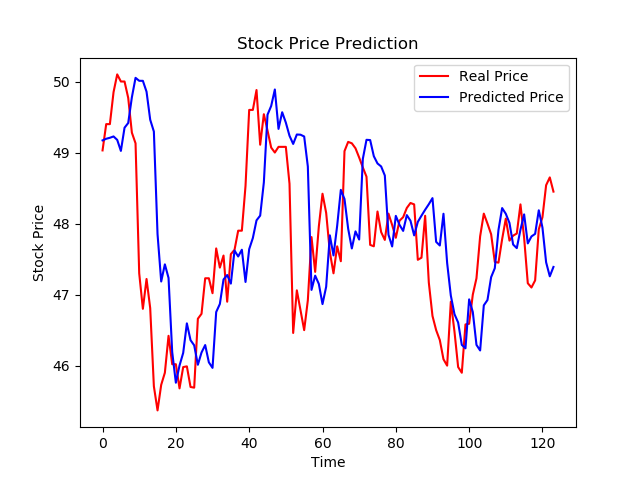 Stock Price Prediction
Real Price
Predicted Price
50
49
48
47
46
Stock Price
0 20 40 60 80 100 120
Time